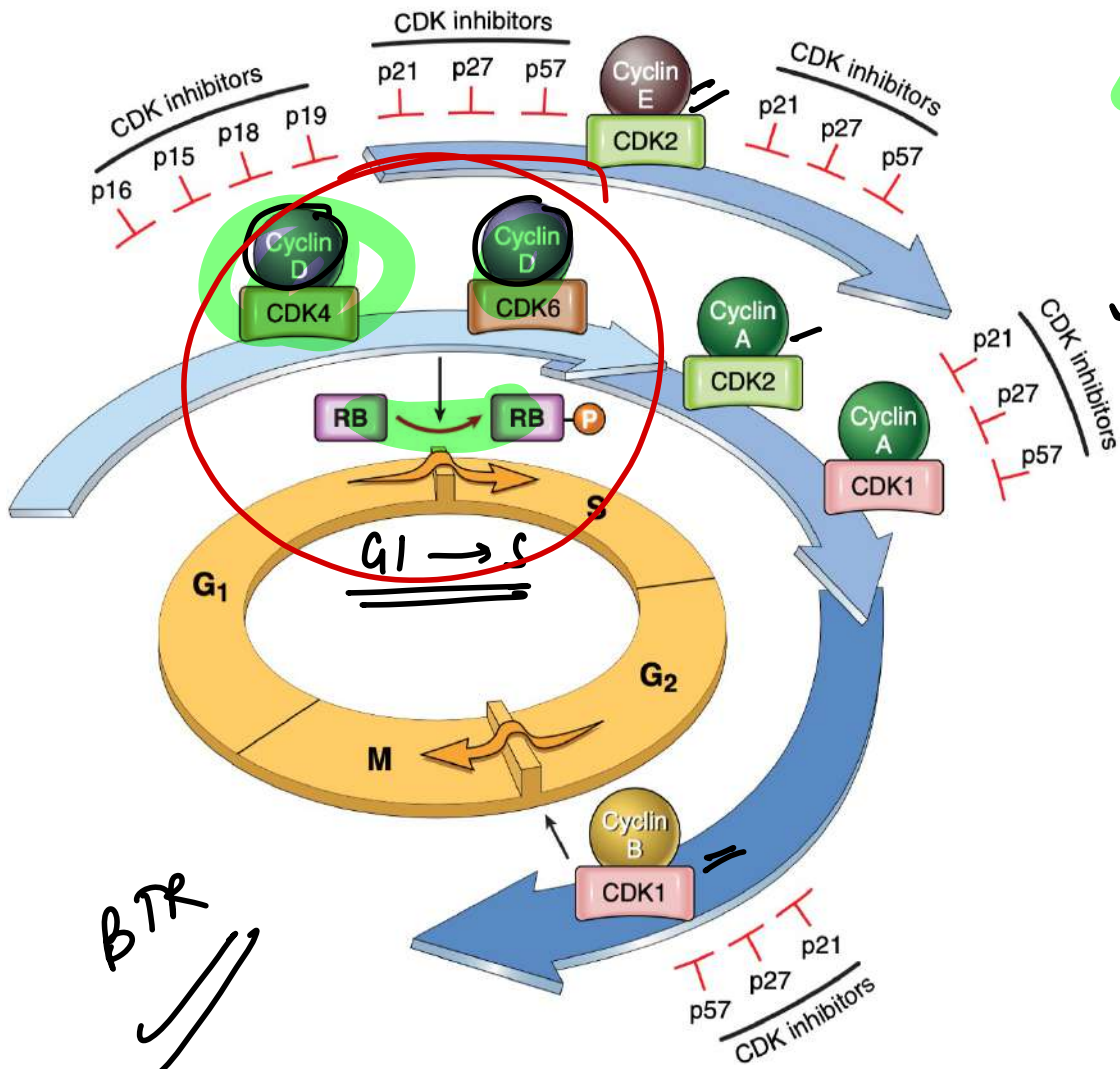 CDK inhibitors
p16
p15
p18
p19
CDK inhibitors
p21
p27
p57
Cyclin
E
CDK2
CDK inhibitors
p21
p27
p57
Cyclin
D
CDK4
Cyclin
D
CDK6
Cyclin
A
CDK2
Cyclin
A
CDK1
CDK inhibitors
p21
p27
p57
RB
RB
P
S
G1 → S
G₁
G₂
M
Cyclin
B
CDK1
p57
p27
p21
CDK inhibitors
BTR